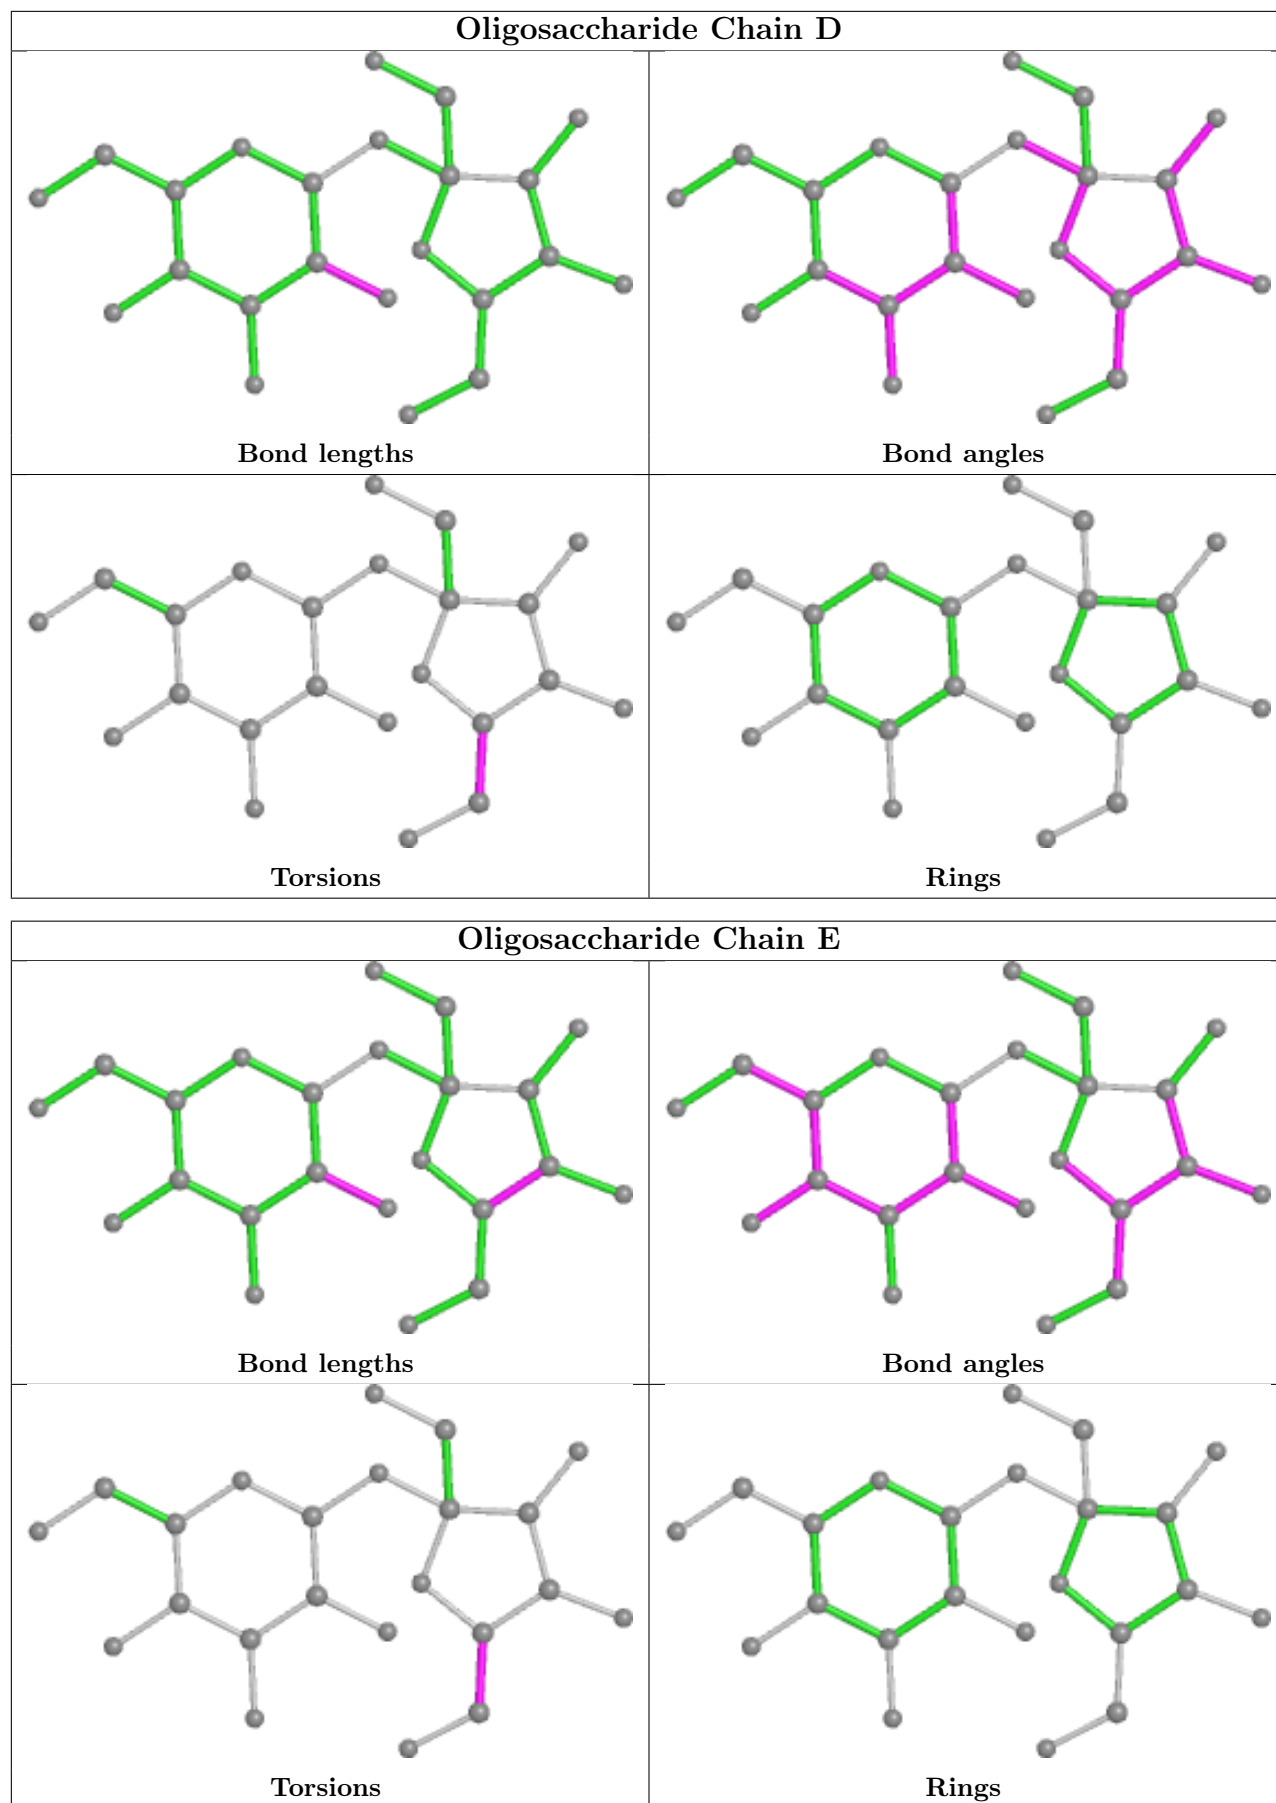 Oligosaccharide Chain D
Bond lengths
Bond angles
Torsions
Rings
Oligosaccharide Chain E
Bond lengths
Bond angles
Torsions
Rings